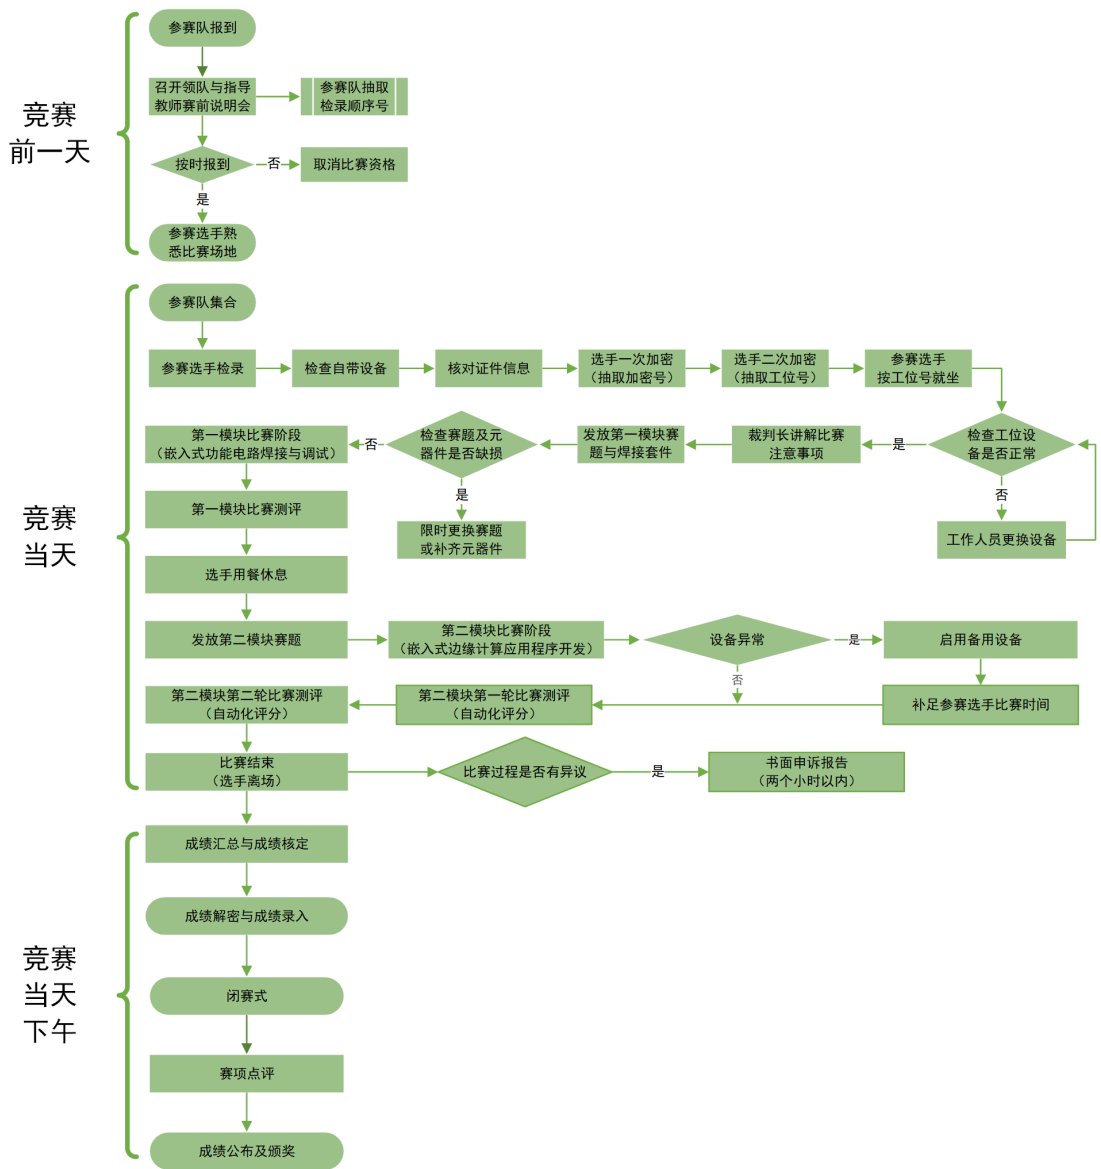 竞赛
前一天
参赛队报到
召开领队与指导
教师赛前说明会
参赛队抽取
检录顺序号
按时报到
否
取消比赛资格
是
参赛选手熟
悉比赛场地
竞赛
当天
参赛队集合
参赛选手检录
检查自带设备
核对证件信息
选手一次加密
（抽取加密号）
选手二次加密
（抽取工位号）
参赛选手
按工位号就坐
检查工位设
备是否正常
是
否
工作人员更换设备
裁判长讲解比赛
注意事项
发放第一模块赛
题与焊接套件
检查赛题及元
器件是否缺损
否
是
限时更换赛题
或补齐元器件
第一模块比赛阶段
（嵌入式功能电路焊接与调试）
第一模块比赛测评
选手用餐休息
发放第二模块赛题
第二模块比赛阶段
（嵌入式边缘计算应用程序开发）
设备异常
是
启用备用设备
否
补足参赛选手比赛时间
第二模块第一轮比赛测评
（自动化评分）
第二模块第二轮比赛测评
（自动化评分）
比赛结束
（选手离场）
比赛过程是否有异议
是
书面申诉报告
（两个小时以内）
竞赛
当天
下午
成绩汇总与成绩核定
成绩解密与成绩录入
闭赛式
赛项点评
成绩公布及颁奖